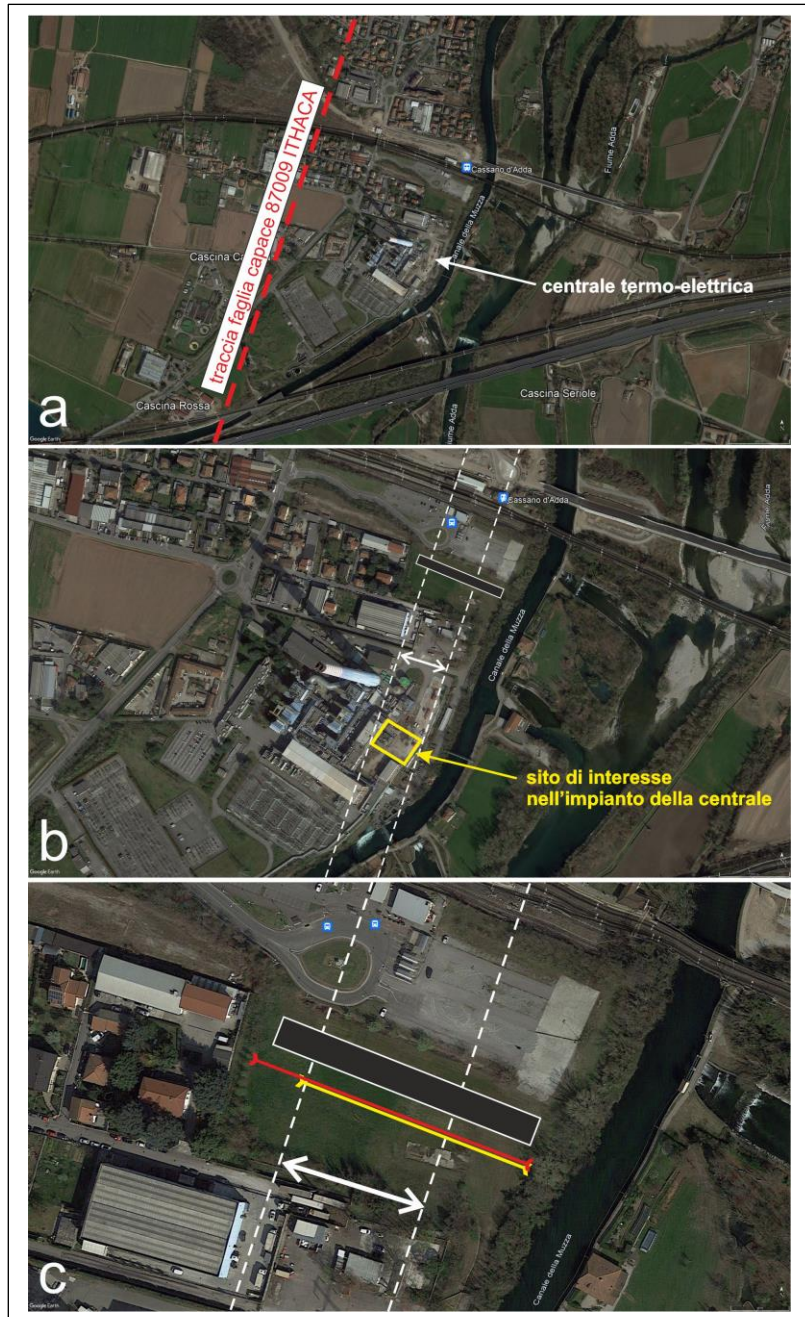 Cassano d'Adda
Fiume Adda
Canale della Muzza
traccia faglia capace 87009 ITHACA
centrale termo-elettrica
Cascina Rossa
Cascina Seriole
Fiume Adda
a
Google Earth
Cassano d'Adda
Fiume Adda
Canale della Muzza
sito di interesse
nell'impianto della centrale
b
Google Earth
Canale della Muzza
c
Google Earth